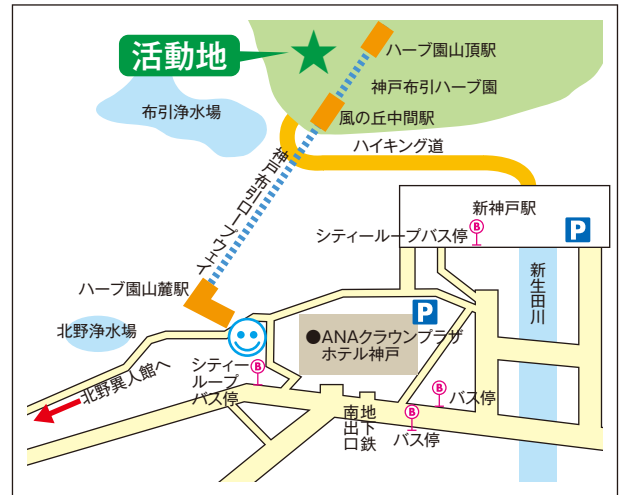 活動地
ハーブ園山頂駅
神戸布引ハーブ園
布引浄水場
風の丘中間駅
ハイキング道
神戸布引ロープウェイ
新神戸駅
シティーループバス停
B
P
新生田川
ハーブ園山麓駅
北野浄水場
P
●ANAクラウンプラザ
ホテル神戸
シティー
ループ
バス停
B
北野異人館へ
B
バス停
地下鉄
南出口
B
バス停